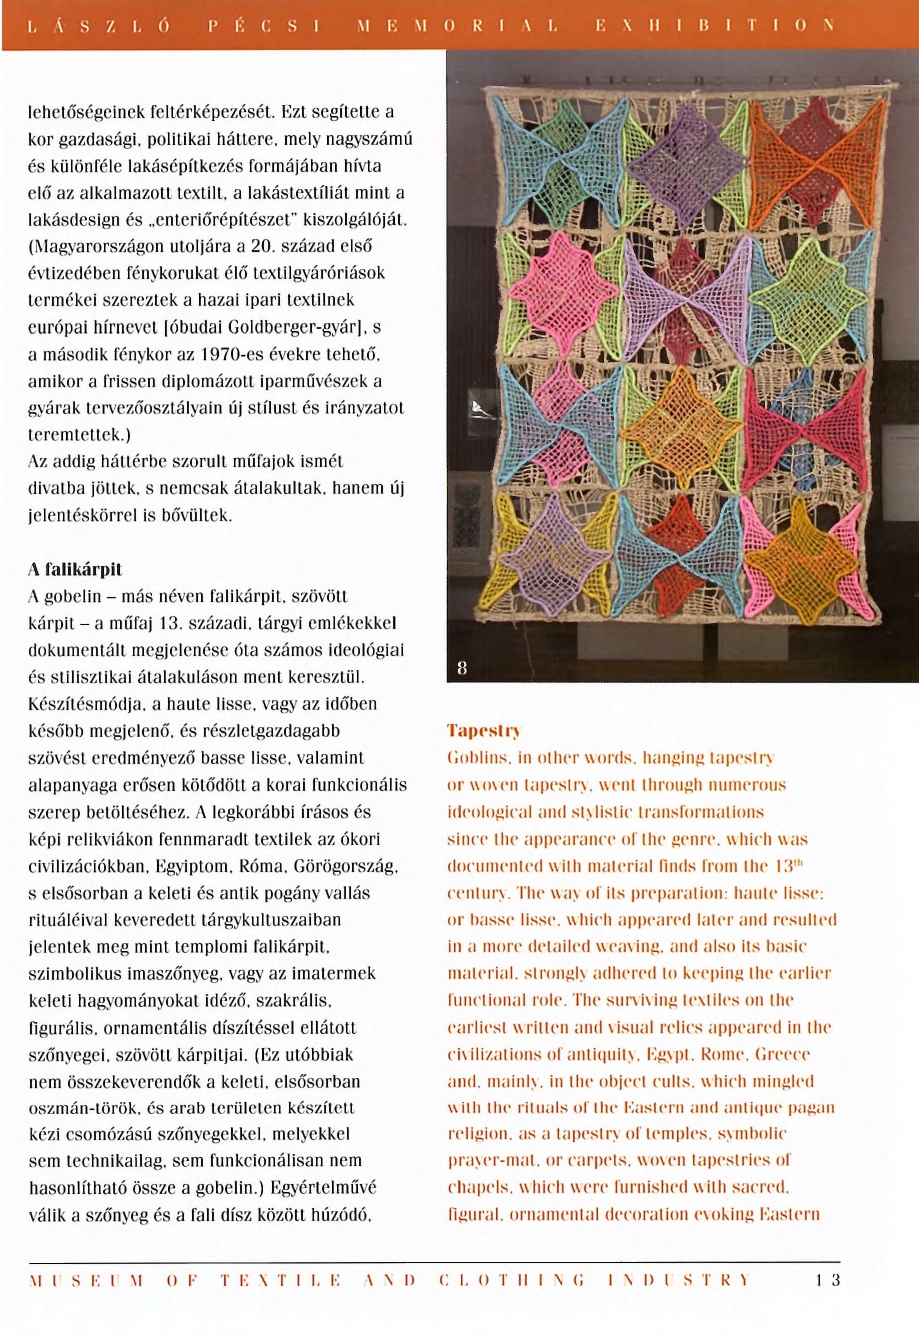 LÁSZLÓ PÉCSI MEMORIAL EXHIBITION
lehetőségeinek feltérképezését. Ezt segítette a
kor gazdasági, politikai háttere, mely nagyszámú
és különféle lakásépítkezés formájában hívta
elő az alkalmazott textilt, a lakástextíliát mint a
lakásdesign és „enteriőrépítészet" kiszolgálóját.
(Magyarországon utoljára a 20. század első
évtizedében fénykorukat élő textilgyáróriások
termékei szereztek a hazai ipari textilnek
európai hírnevet [óbudai Goldberger-gyár], s
a második fénykor az 1970-es évekre tehető,
amikor a frissen diplomázott iparművészek a
gyárak tervezőosztályain új stílust és irányzatot
teremtettek.)
Az addig háttérbe szorult műfajok ismét
divatba jöttek, s nemcsak átalakultak, hanem új
jelentéskörrel is bővültek.
A falikárpit
A gobelin – más néven falikárpit, szövött
kárpit – a műfaj 13. századi, tárgyi emlékekkel
dokumentált megjelenése óta számos ideológiai
és stilisztikai átalakuláson ment keresztül.
Készítésmódja, a haute lisse, vagy az időben
később megjelenő, és részletgazdagabb
szövést eredményező basse lisse, valamint
alapanyaga erősen kötődött a korai funkcionális
szerep betöltéséhez. A legkorábbi írásos és
képi relikviákon fennmaradt textilek az ókori
civilizációkban, Egyiptom, Róma, Görögország,
s elsősorban a keleti és antik pogány vallás
rituáléival keveredett tárgykultuszaiban
jelentek meg mint templomi falikárpit,
szimbolikus imaszőnyeg, vagy az imatermek
keleti hagyományokat idéző, szakrális,
figurális, ornamentális díszítéssel ellátott
szőnyegei, szövött kárpitjai. (Ez utóbbiak
nem összekeverendők a keleti, elsősorban
oszmán-török, és arab területen készített
kézi csomózású szőnyegekkel, melyekkel
sem technikailag, sem funkcionálisan nem
hasonlítható össze a gobelin.) Egyértelművé
válik a szőnyeg és a fali dísz között húzódó,
8
Tapestry
Goblins, in other words, hanging tapestry
or woven tapestry, went through numerous
ideological and stylistic transformations
since the appearance of the genre, which was
documented with material finds from the 13th
century. The way of its preparation: haute lisse;
or basse lisse, which appeared later and resulted
in a more detailed weaving, and also its basic
material, strongly adhered to keeping the earlier
functional role. The surviving textiles on the
earliest written and visual relics appeared in the
civilizations of antiquity, Egypt, Rome, Greece
and, mainly, in the object cults, which mingled
with the rituals of the Eastern and antique pagan
religion, as a tapestry of temples, symbolic
prayer-mat, or carpets, woven tapestries of
chapels, which were furnished with sacred,
figural, ornamental decoration evoking Eastern
MUSEUM OF TEXTILE AND CLOTHING INDUSTRY 13